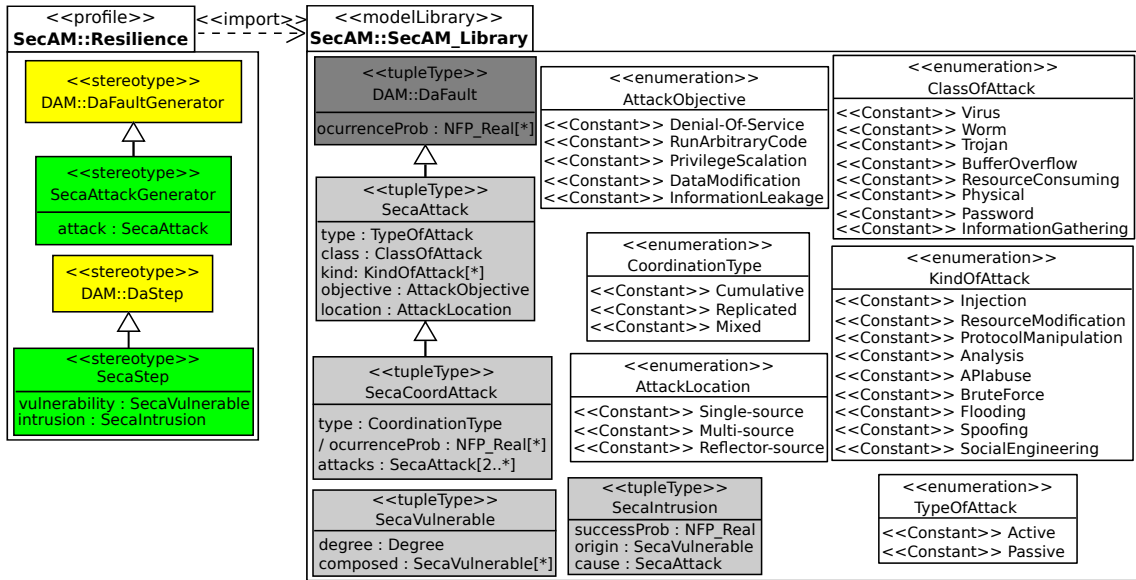 <<profile>>
SecAM::Resilience
<<import>>
<<modelLibrary>>
SecAM::SecAM_Library
<<stereotype>>
DAM::DaFaultGenerator
<<stereotype>>
SecaAttackGenerator
attack : SecaAttack
<<stereotype>>
DAM::DaStep
<<stereotype>>
SecaStep
vulnerability : SecaVulnerable
intrusion : SecaIntrusion
<<tupleType>>
DAM::DaFault
ocurrenceProb : NFP_Real[*]
<<tupleType>>
SecaAttack
type : TypeOfAttack
class : ClassOfAttack
kind: KindOfAttack[*]
objective : AttackObjective
location : AttackLocation
<<tupleType>>
SecaCoordAttack
type : CoordinationType
/ ocurrenceProb : NFP_Real[*]
attacks : SecaAttack[2..*]
<<tupleType>>
SecaVulnerable
degree : Degree
composed : SecaVulnerable[*]
<<enumeration>>
AttackObjective
<<Constant>> Denial-Of-Service
<<Constant>> RunArbitraryCode
<<Constant>> PrivilegeScalation
<<Constant>> DataModification
<<Constant>> InformationLeakage
<<enumeration>>
CoordinationType
<<Constant>> Cumulative
<<Constant>> Replicated
<<Constant>> Mixed
<<enumeration>>
AttackLocation
<<Constant>> Single-source
<<Constant>> Multi-source
<<Constant>> Reflector-source
<<tupleType>>
SecaIntrusion
successProb : NFP_Real
origin : SecaVulnerable
cause : SecaAttack
<<enumeration>>
ClassOfAttack
<<Constant>> Virus
<<Constant>> Worm
<<Constant>> Trojan
<<Constant>> BufferOverflow
<<Constant>> ResourceConsuming
<<Constant>> Physical
<<Constant>> Password
<<Constant>> InformationGathering
<<enumeration>>
KindOfAttack
<<Constant>> Injection
<<Constant>> ResourceModification
<<Constant>> ProtocolManipulation
<<Constant>> Analysis
<<Constant>> APIabuse
<<Constant>> BruteForce
<<Constant>> Flooding
<<Constant>> Spoofing
<<Constant>> SocialEngineering
<<enumeration>>
TypeOfAttack
<<Constant>> Active
<<Constant>> Passive